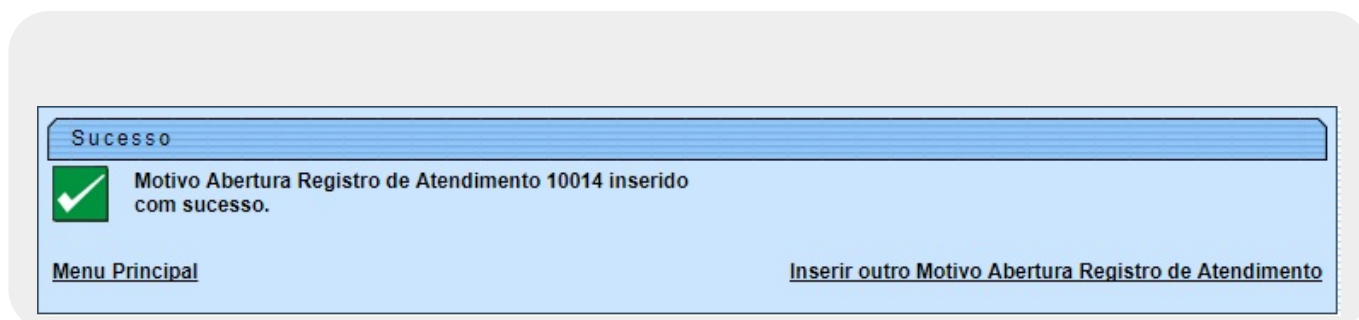 Sucesso
Motivo Abertura Registro de Atendimento 10014 inserido
com sucesso.
Menu Principal
Inserir outro Motivo Abertura Registro de Atendimento